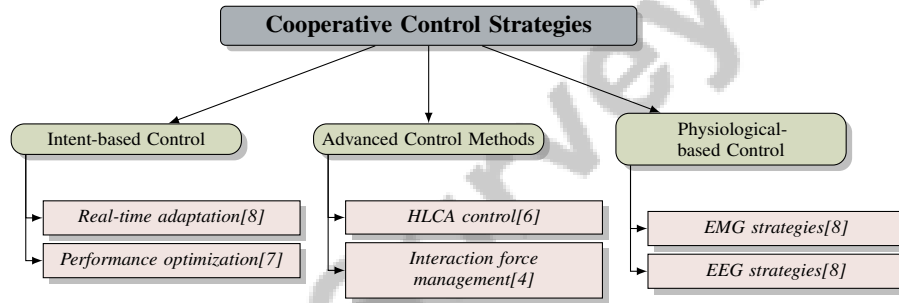 Cooperative Control Strategies
Intent-based Control
Advanced Control Methods
Physiological-
based Control
Real-time adaptation[8]
Performance optimization[7]
HLCA control[6]
Interaction force
management[4]
EMG strategies[8]
EEG strategies[8]